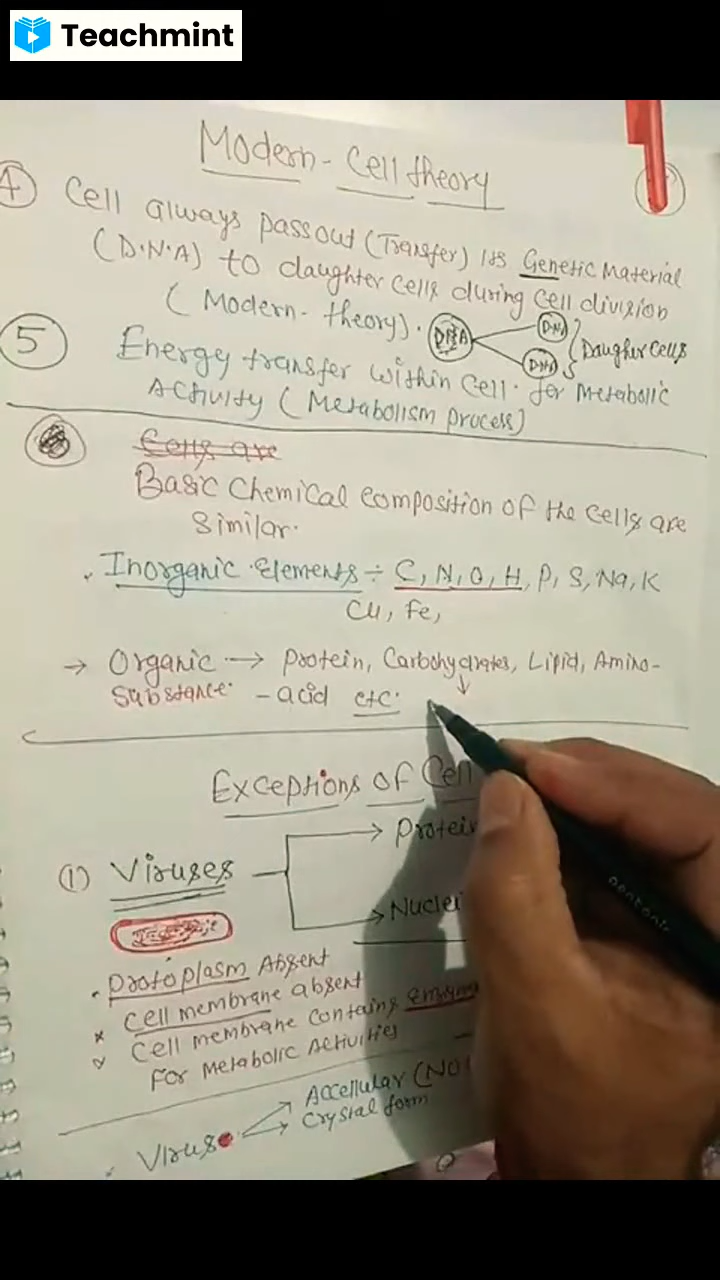 Teachmint
Modern - Cell theory
4 Cell always passout (Transfer) its Genetic Material
(D.N.A) to daughter cells during Cell division
( Modern - theory).
DNA
DNA
DNA
Daugher Cells
5 Energy transfer within Cell. for Metabolic
Activity ( Metabolism process)
Cells are
Basic Chemical composition of the cells are
Similar.
. Inorganic Elements ÷ C, N, O, H, P, S, Na, K
Cu, Fe,
→ Organic → Protein, Carbohydrates, Lipid, Amino-
Substance. - acid etc.
Exceptions of Cell
(1) Viruses
Protein
Nuclei
. Protoplasm Absent
Cell membrane absent
Cell membrane Contains
For Metabolic Activities
Virus
Accellular
Crystal form
pentonic